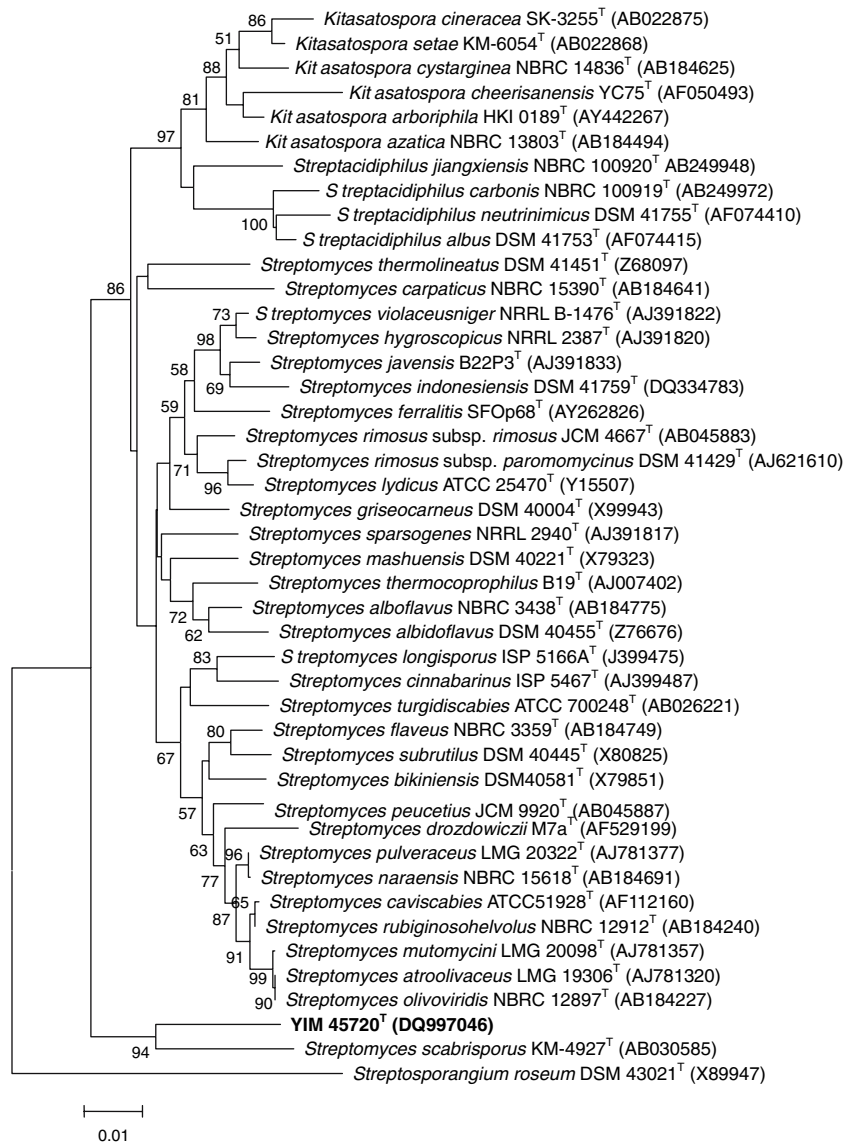 86
Kitasatospora cineracea SK-3255T (AB022875)
51
Kitasatospora setae KM-6054T (AB022868)
88
Kit asatospora cystarginea NBRC 14836T (AB184625)
81
Kit asatospora cheerisanensis YC75T (AF050493)
Kit asatospora arboriphila HKI 0189T (AY442267)
97
Kit asatospora azatica NBRC 13803T (AB184494)
Streptacidiphilus jiangxiensis NBRC 100920T AB249948)
S treptacidiphilus carbonis NBRC 100919T (AB249972)
100
S treptacidiphilus neutrinimicus DSM 41755T (AF074410)
S treptacidiphilus albus DSM 41753T (AF074415)
Streptomyces thermolineatus DSM 41451T (Z68097)
86
Streptomyces carpaticus NBRC 15390T (AB184641)
73
S treptomyces violaceusniger NRRL B-1476T (AJ391822)
98
Streptomyces hygroscopicus NRRL 2387T (AJ391820)
58
Streptomyces javensis B22P3T (AJ391833)
69
Streptomyces indonesiensis DSM 41759T (DQ334783)
59
Streptomyces ferralitis SFOp68T (AY262826)
Streptomyces rimosus subsp. rimosus JCM 4667T (AB045883)
71
Streptomyces rimosus subsp. paromomycinus DSM 41429T (AJ621610)
96
Streptomyces lydicus ATCC 25470T (Y15507)
Streptomyces griseocarneus DSM 40004T (X99943)
Streptomyces sparsogenes NRRL 2940T (AJ391817)
Streptomyces mashuensis DSM 40221T (X79323)
Streptomyces thermocoprophilus B19T (AJ007402)
72
Streptomyces alboflavus NBRC 3438T (AB184775)
62
Streptomyces albidoflavus DSM 40455T (Z76676)
83
S treptomyces longisporus ISP 5166AT (J399475)
Streptomyces cinnabarinus ISP 5467T (AJ399487)
Streptomyces turgidiscabies ATCC 700248T (AB026221)
80
Streptomyces flaveus NBRC 3359T (AB184749)
67
Streptomyces subrutilus DSM 40445T (X80825)
Streptomyces bikiniensis DSM40581T (X79851)
57
Streptomyces peucetius JCM 9920T (AB045887)
Streptomyces drozdowiczii M7aT (AF529199)
63
96
Streptomyces pulveraceus LMG 20322T (AJ781377)
77
Streptomyces naraensis NBRC 15618T (AB184691)
65
Streptomyces caviscabies ATCC51928T (AF112160)
87
Streptomyces rubiginosohelvolus NBRC 12912T (AB184240)
91
Streptomyces mutomycini LMG 20098T (AJ781357)
99
Streptomyces atroolivaceus LMG 19306T (AJ781320)
90
Streptomyces olivoviridis NBRC 12897T (AB184227)
YIM 45720T (DQ997046)
94
Streptomyces scabrisporus KM-4927T (AB030585)
Streptosporangium roseum DSM 43021T (X89947)
0.01